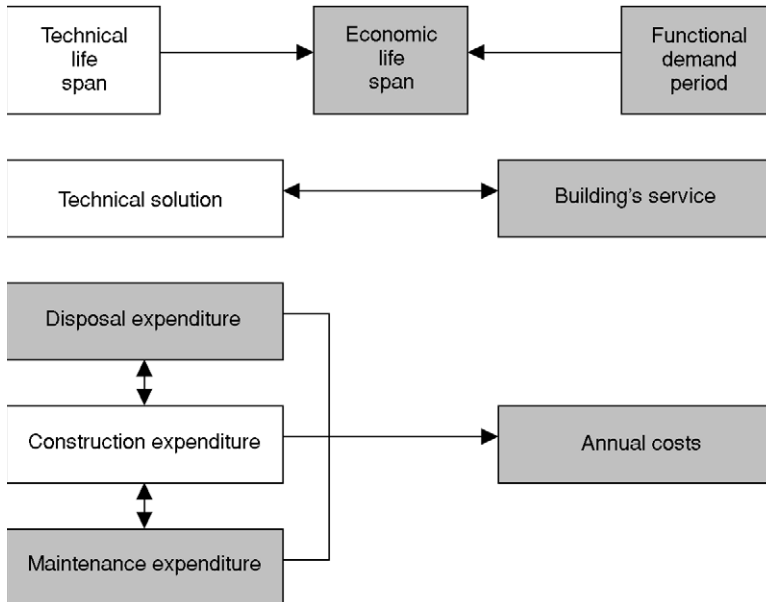 Technical
life
span
Economic
life
span
Functional
demand
period
Technical solution
Building's service
Disposal expenditure
Construction expenditure
Annual costs
Maintenance expenditure